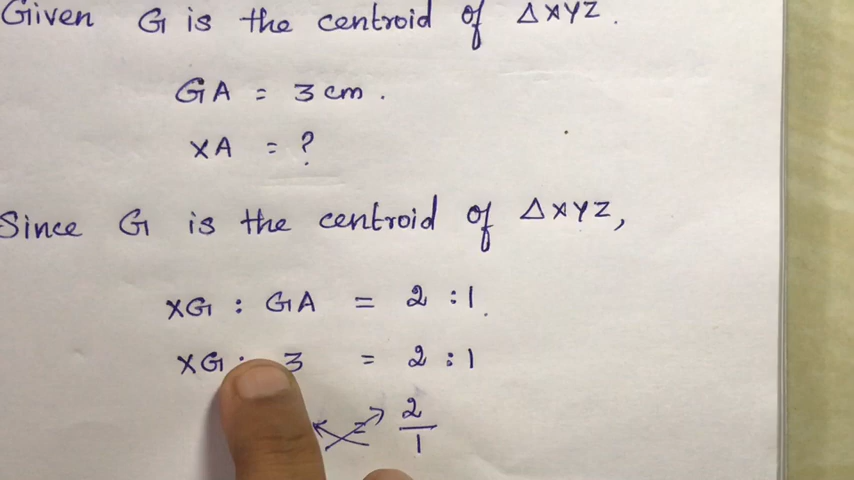 Given G is the centroid of ΔXYZ.
GA = 3 cm.
XA = ?
Since G is the centroid of ΔXYZ,
XG : GA = 2 : 1.
XG : 3 = 2 : 1
= 2/1